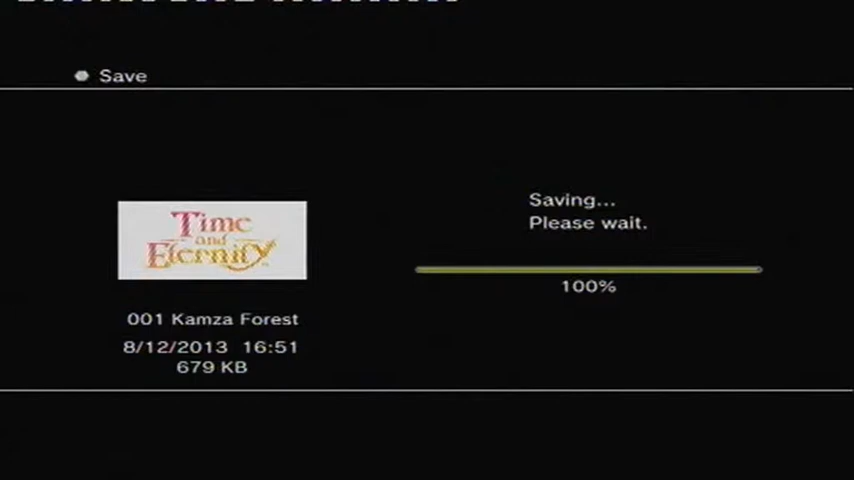 Save
Saving...
Please wait.
Time
and
Eternity
100%
001 Kamza Forest
8/12/2013 16:51
679 KB